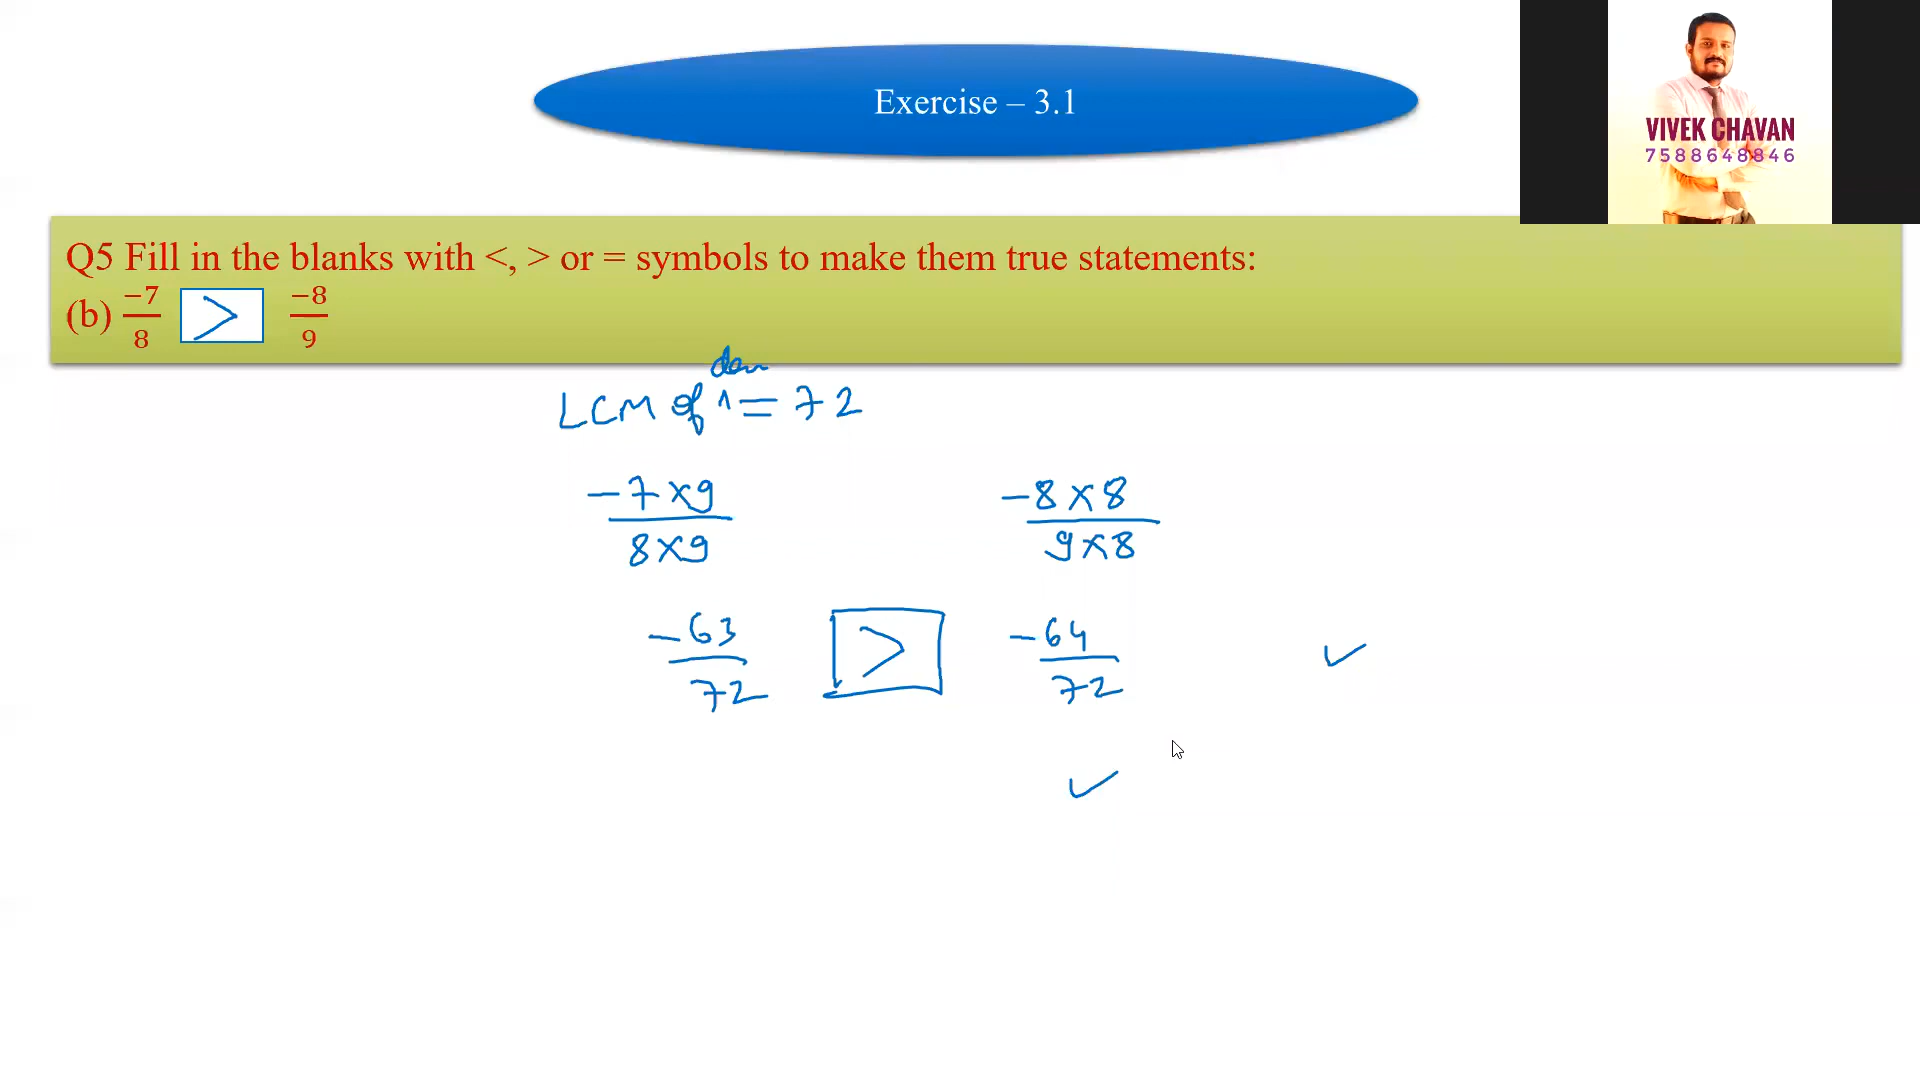 Exercise – 3.1
VIVEK CHAVAN
7588648846
Q5 Fill in the blanks with <, > or = symbols to make them true statements:
(b) −7/8 > −8/9
LCM of den = 72
−7×9/8×9 −8×8/9×8
−63/72 > −64/72